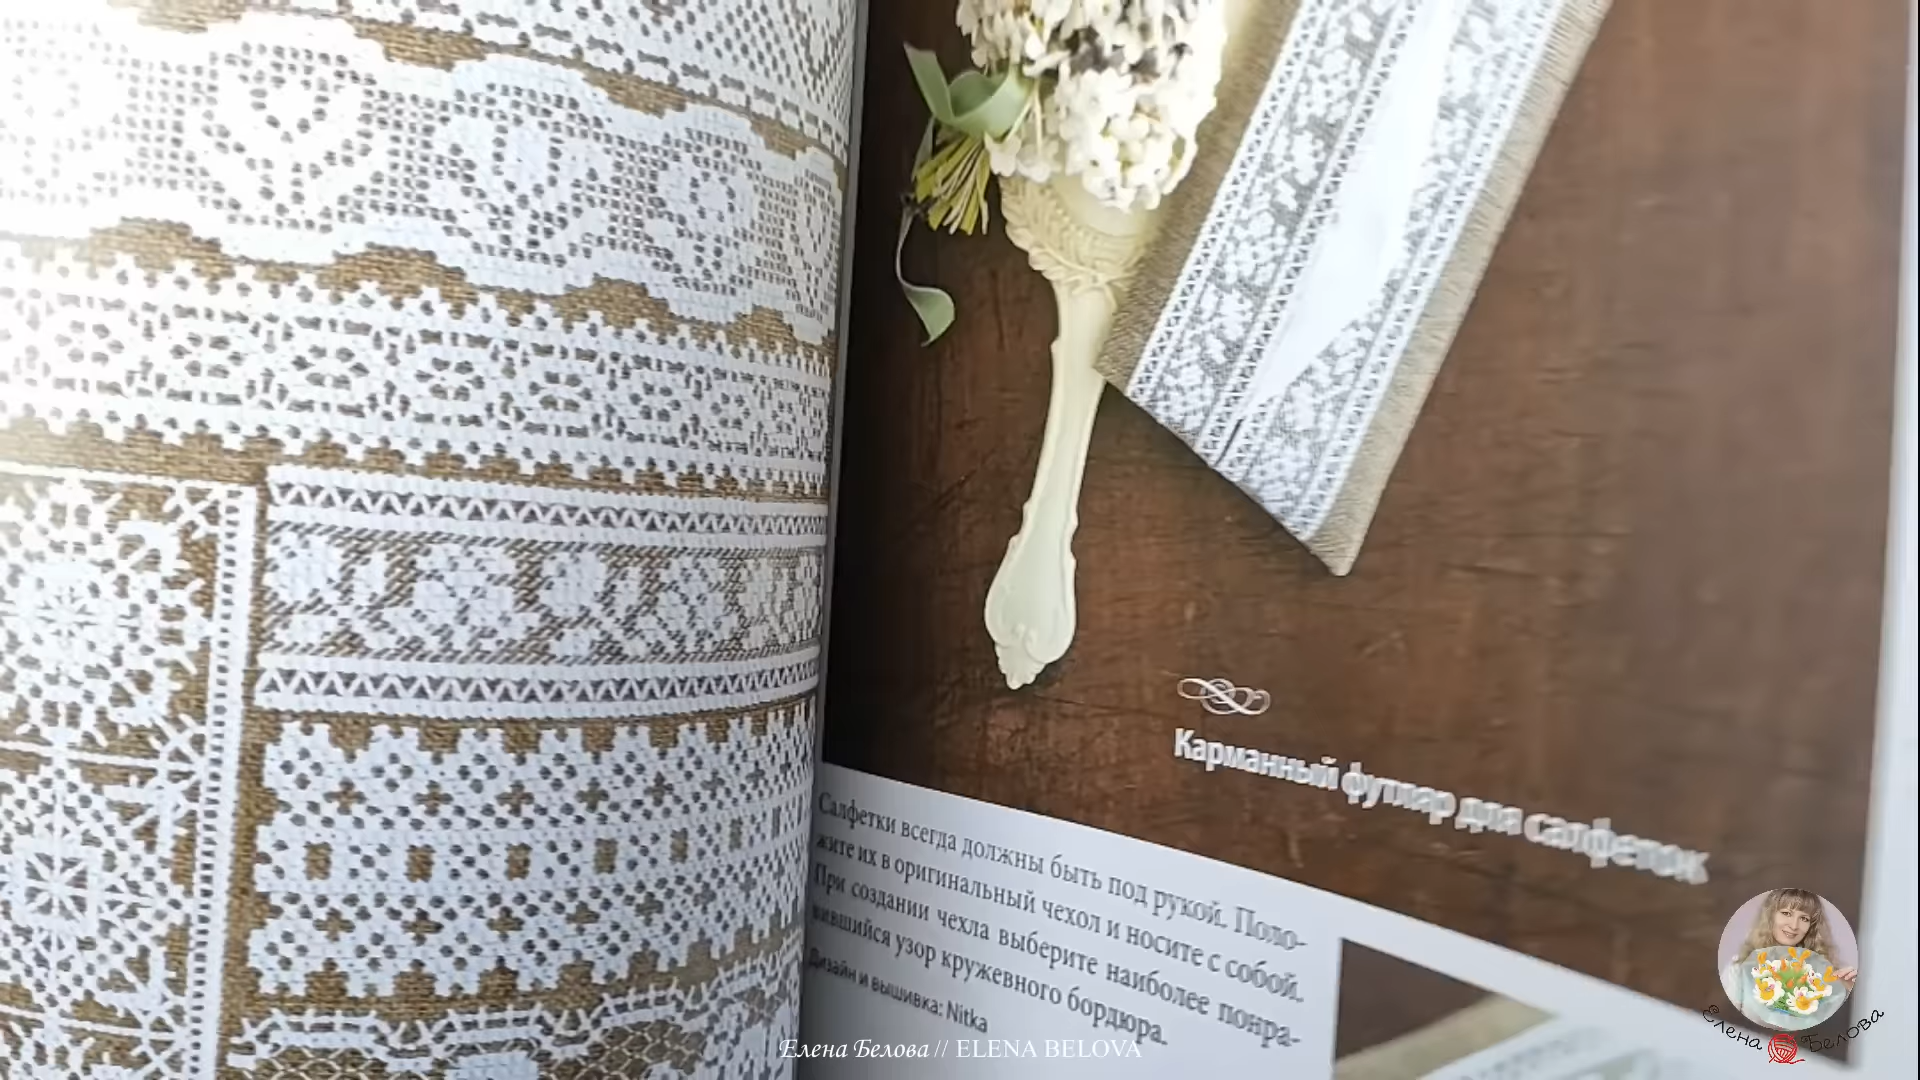 Карманный футляр для салфеток
Салфетки всегда должны быть под рукой. Поло-
жите их в оригинальный чехол и носите с собой.
При создании чехла выберите наиболее понра-
вившийся узор кружевного бордюра.
Дизайн и вышивка: Nitka
Елена Белова // ELENA BELOVA
Елена Белова